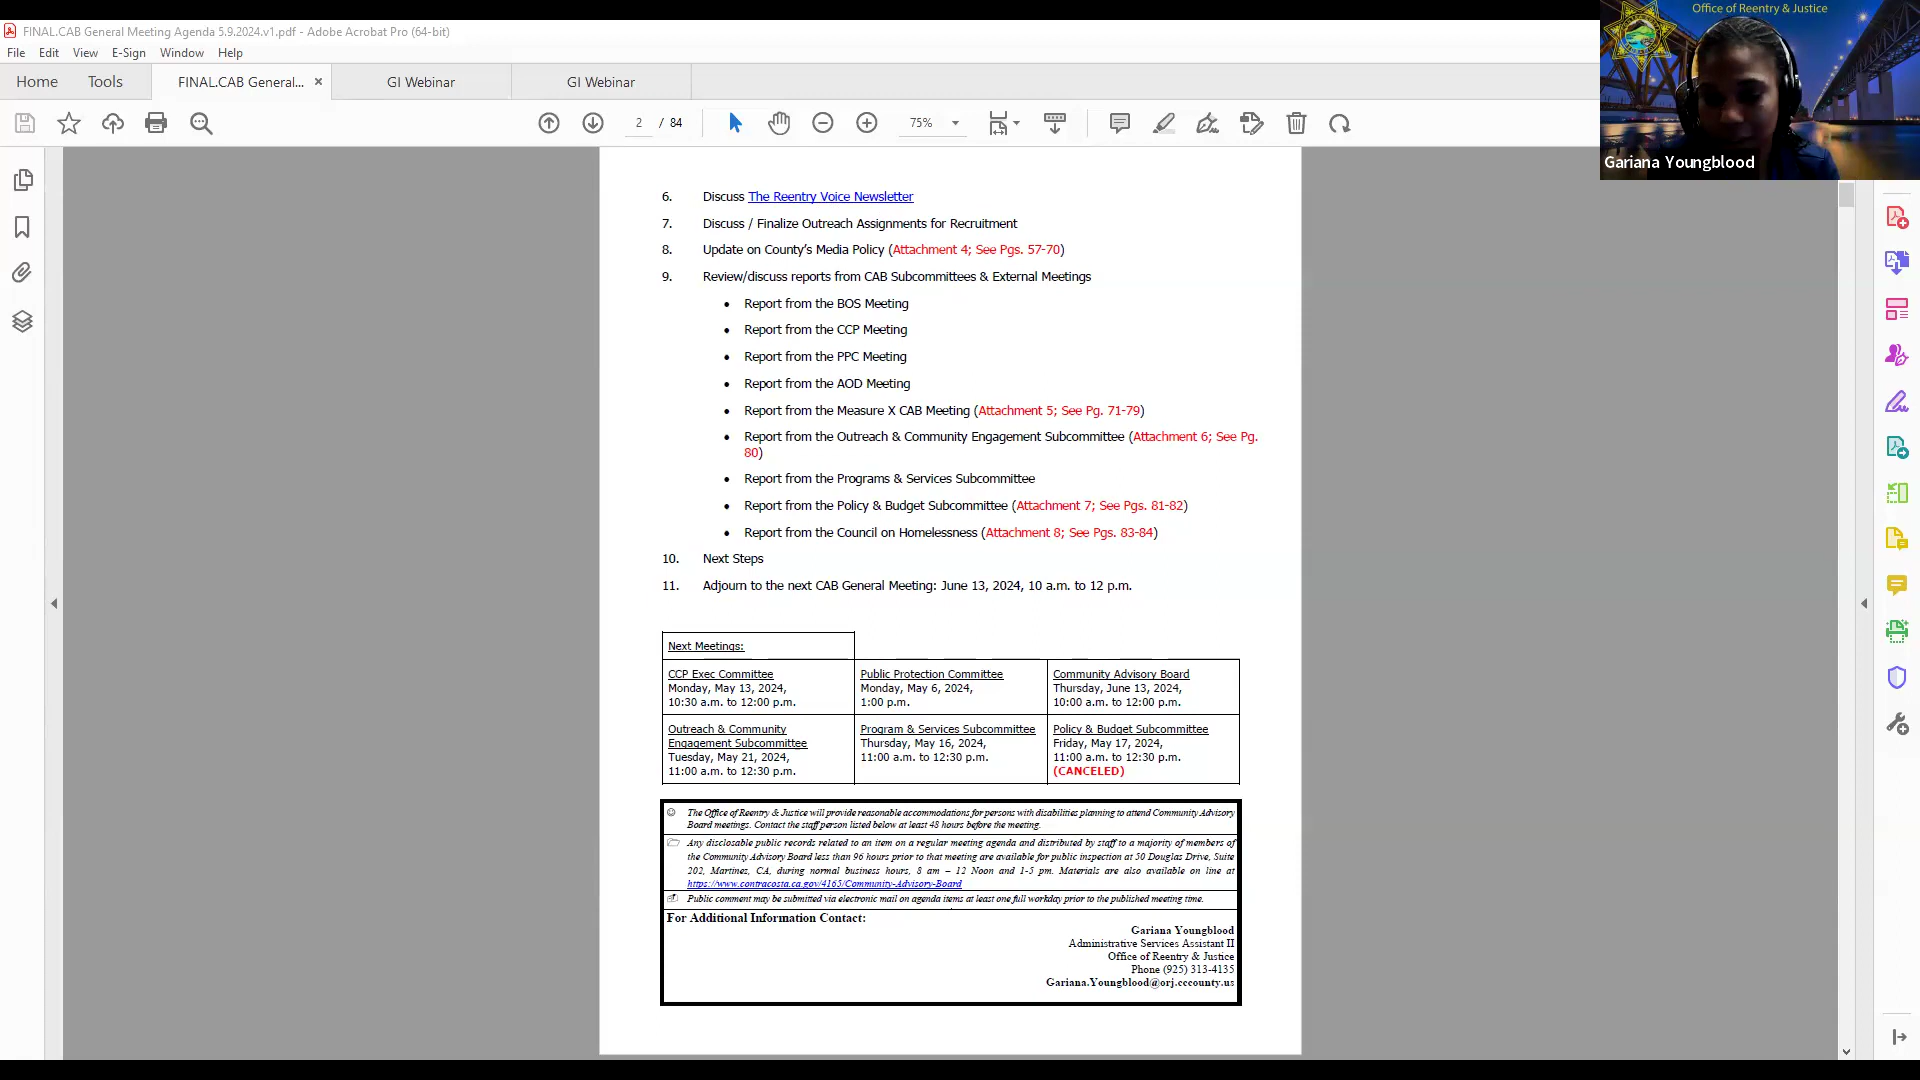 FINAL.CAB General Meeting Agenda 5.9.2024.v1.pdf - Adobe Acrobat Pro (64-bit)
File Edit View E-Sign Window Help
Home Tools FINAL.CAB General... × GI Webinar GI Webinar
2 / 84 75%
Office of Reentry & Justice
Gariana Youngblood
6. Discuss The Reentry Voice Newsletter
7. Discuss / Finalize Outreach Assignments for Recruitment
8. Update on County's Media Policy (Attachment 4; See Pgs. 57-70)
9. Review/discuss reports from CAB Subcommittees & External Meetings
• Report from the BOS Meeting
• Report from the CCP Meeting
• Report from the PPC Meeting
• Report from the AOD Meeting
• Report from the Measure X CAB Meeting (Attachment 5; See Pg. 71-79)
• Report from the Outreach & Community Engagement Subcommittee (Attachment 6; See Pg.
80)
• Report from the Programs & Services Subcommittee
• Report from the Policy & Budget Subcommittee (Attachment 7; See Pgs. 81-82)
• Report from the Council on Homelessness (Attachment 8; See Pgs. 83-84)
10. Next Steps
11. Adjourn to the next CAB General Meeting: June 13, 2024, 10 a.m. to 12 p.m.
Next Meetings:
CCP Exec Committee
Monday, May 13, 2024,
10:30 a.m. to 12:00 p.m.
Public Protection Committee
Monday, May 6, 2024,
1:00 p.m.
Community Advisory Board
Thursday, June 13, 2024,
10:00 a.m. to 12:00 p.m.
Outreach & Community
Engagement Subcommittee
Tuesday, May 21, 2024,
11:00 a.m. to 12:30 p.m.
Program & Services Subcommittee
Thursday, May 16, 2024,
11:00 a.m. to 12:30 p.m.
Policy & Budget Subcommittee
Friday, May 17, 2024,
11:00 a.m. to 12:30 p.m.
(CANCELED)
The Office of Reentry & Justice will provide reasonable accommodations for persons with disabilities planning to attend Community Advisory
Board meetings. Contact the staff person listed below at least 48 hours before the meeting.
Any disclosable public records related to an item on a regular meeting agenda and distributed by staff to a majority of members of
the Community Advisory Board less than 96 hours prior to that meeting are available for public inspection at 50 Douglas Drive, Suite
202, Martinez, CA, during normal business hours, 8 am – 12 Noon and 1-5 pm. Materials are also available on line at
https://www.contracosta.ca.gov/4165/Community-Advisory-Board
Public comment may be submitted via electronic mail on agenda items at least one full workday prior to the published meeting time.
For Additional Information Contact:
Gariana Youngblood
Administrative Services Assistant II
Office of Reentry & Justice
Phone (925) 313-4135
Gariana.Youngblood@orj.cccounty.us